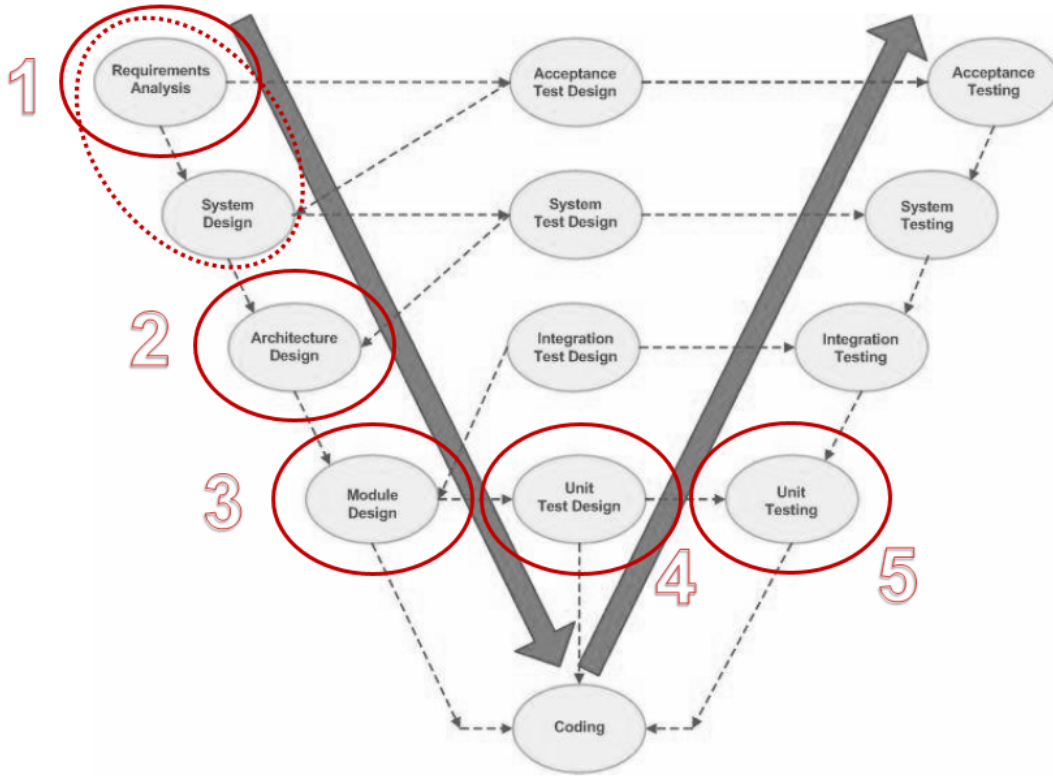 1
Requirements
Analysis
Acceptance
Test Design
Acceptance
Testing
System
Design
System
Test Design
System
Testing
2
Architecture
Design
Integration
Test Design
Integration
Testing
3
Module
Design
Unit
Test Design
Unit
Testing
4
5
Coding